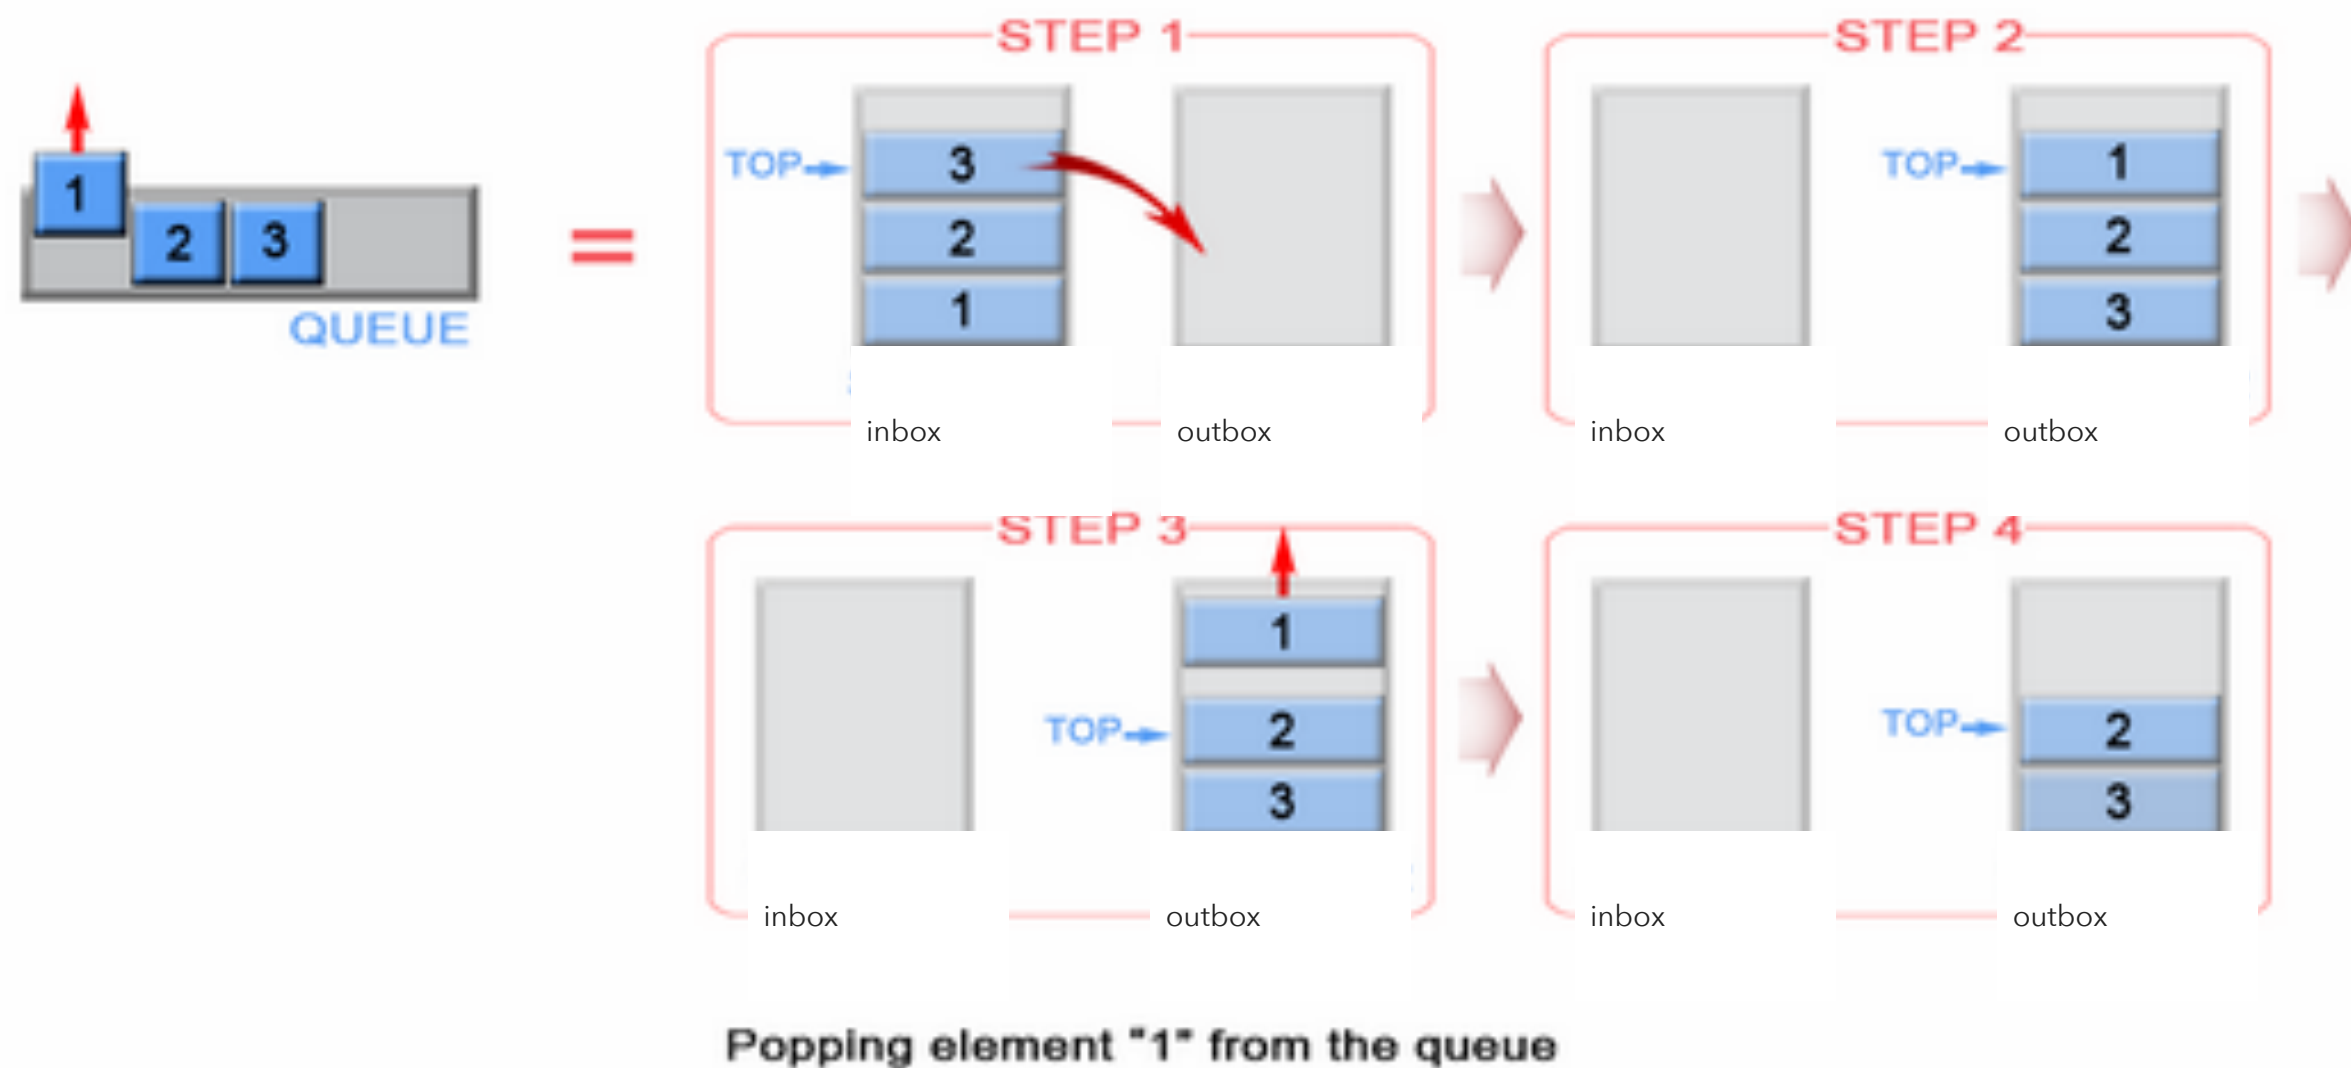 STEP 1
STEP 2
1
2
3
QUEUE
=
TOP
3
2
1
inbox
outbox
TOP
1
2
3
inbox
outbox
STEP 3
STEP 4
1
TOP
2
3
inbox
outbox
TOP
2
3
inbox
outbox
Popping element "1" from the queue